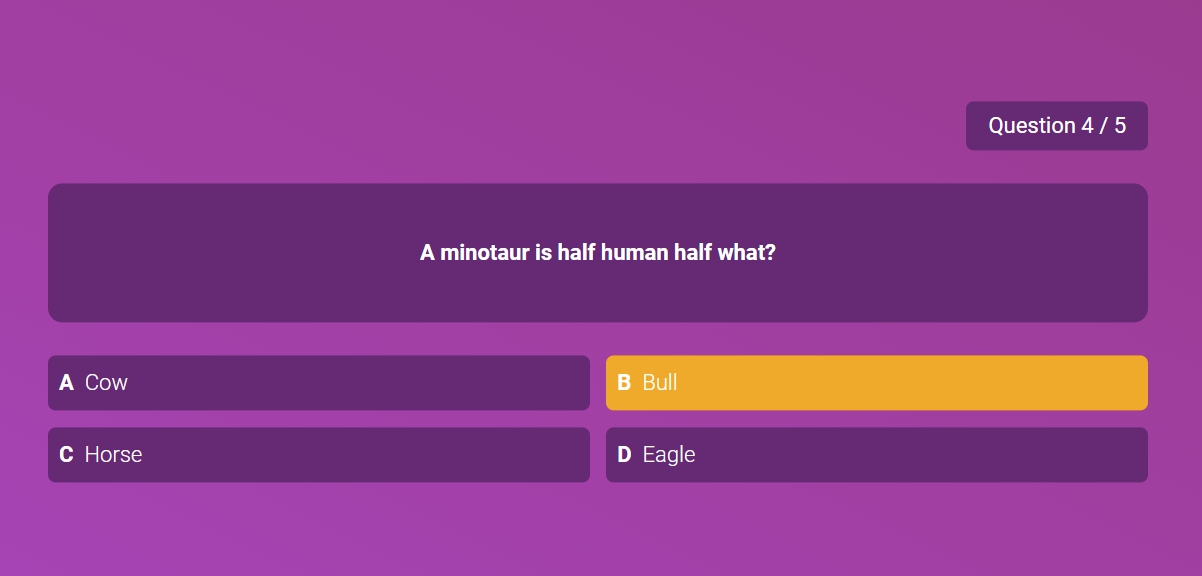 Question 4 / 5
A minotaur is half human half what?
A Cow
B Bull
C Horse
D Eagle